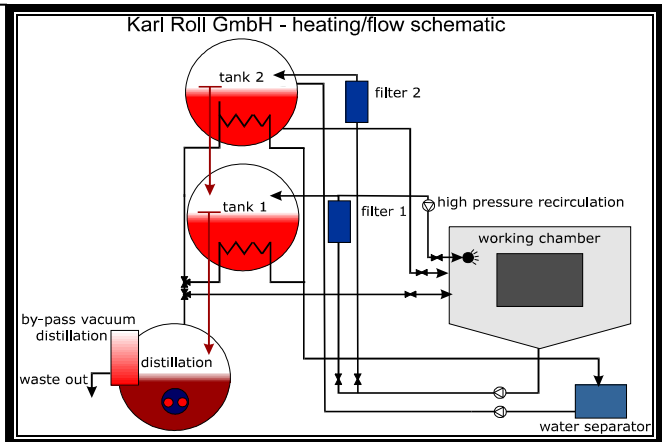 Karl Roll GmbH - heating/flow schematic
tank 2
filter 2
tank 1
filter 1
high pressure recirculation
working chamber
by-pass vacuum
distillation
distillation
waste out
water separator